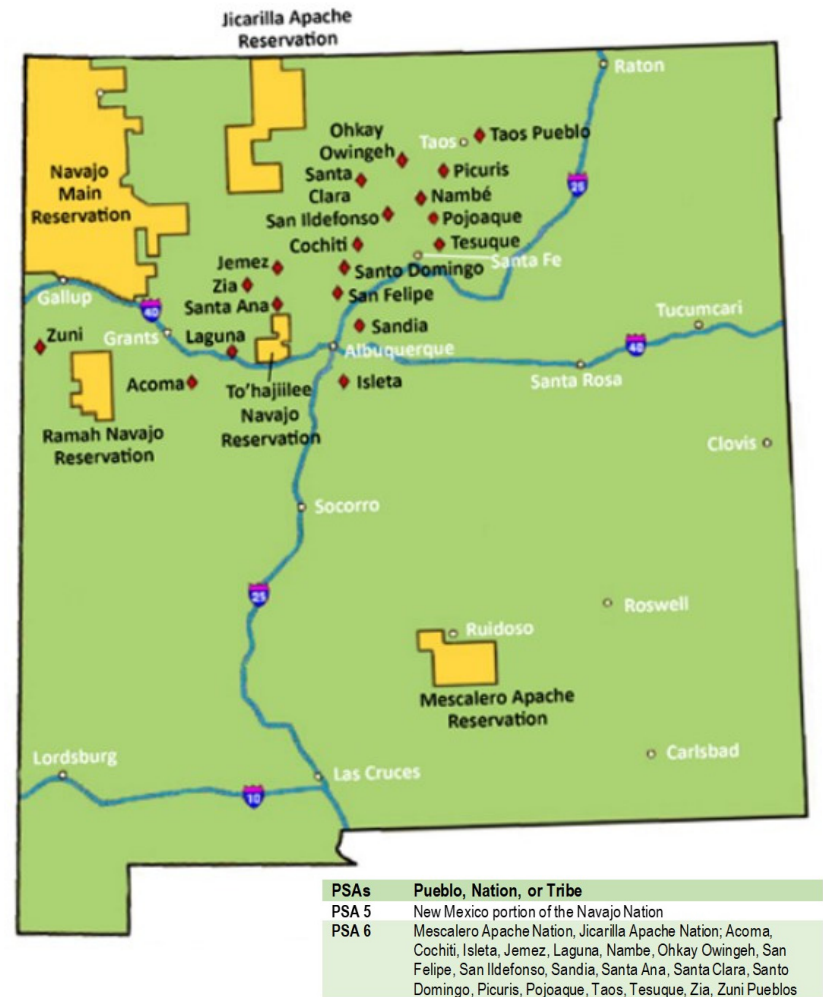 Jicarilla Apache
Reservation
Raton
Ohkay
Owingeh
Taos
Taos Pueblo
Navajo
Main
Reservation
Santa
Clara
Picuris
25
Nambé
San Ildefonso
Pojoaque
Cochiti
Tesuque
Jemez
Santo Domingo
Santa Fe
Zia
San Felipe
Gallup
40
Santa Ana
Tucumcari
Zuni
Grants
Laguna
Sandia
Albuquerque
40
Acoma
To'hajiilee
Navajo
Reservation
Isleta
Santa Rosa
Ramah Navajo
Reservation
Clovis
Socorro
25
Roswell
Ruidoso
Mescalero Apache
Reservation
Lordsburg
Las Cruces
Carlsbad
10
PSAs Pueblo, Nation, or Tribe
PSA 5 New Mexico portion of the Navajo Nation
PSA 6 Mescalero Apache Nation, Jicarilla Apache Nation; Acoma,
Cochiti, Isleta, Jemez, Laguna, Nambe, Ohkay Owingeh, San
Felipe, San Ildefonso, Sandia, Santa Ana, Santa Clara, Santo
Domingo, Picuris, Pojoaque, Taos, Tesuque, Zia, Zuni Pueblos